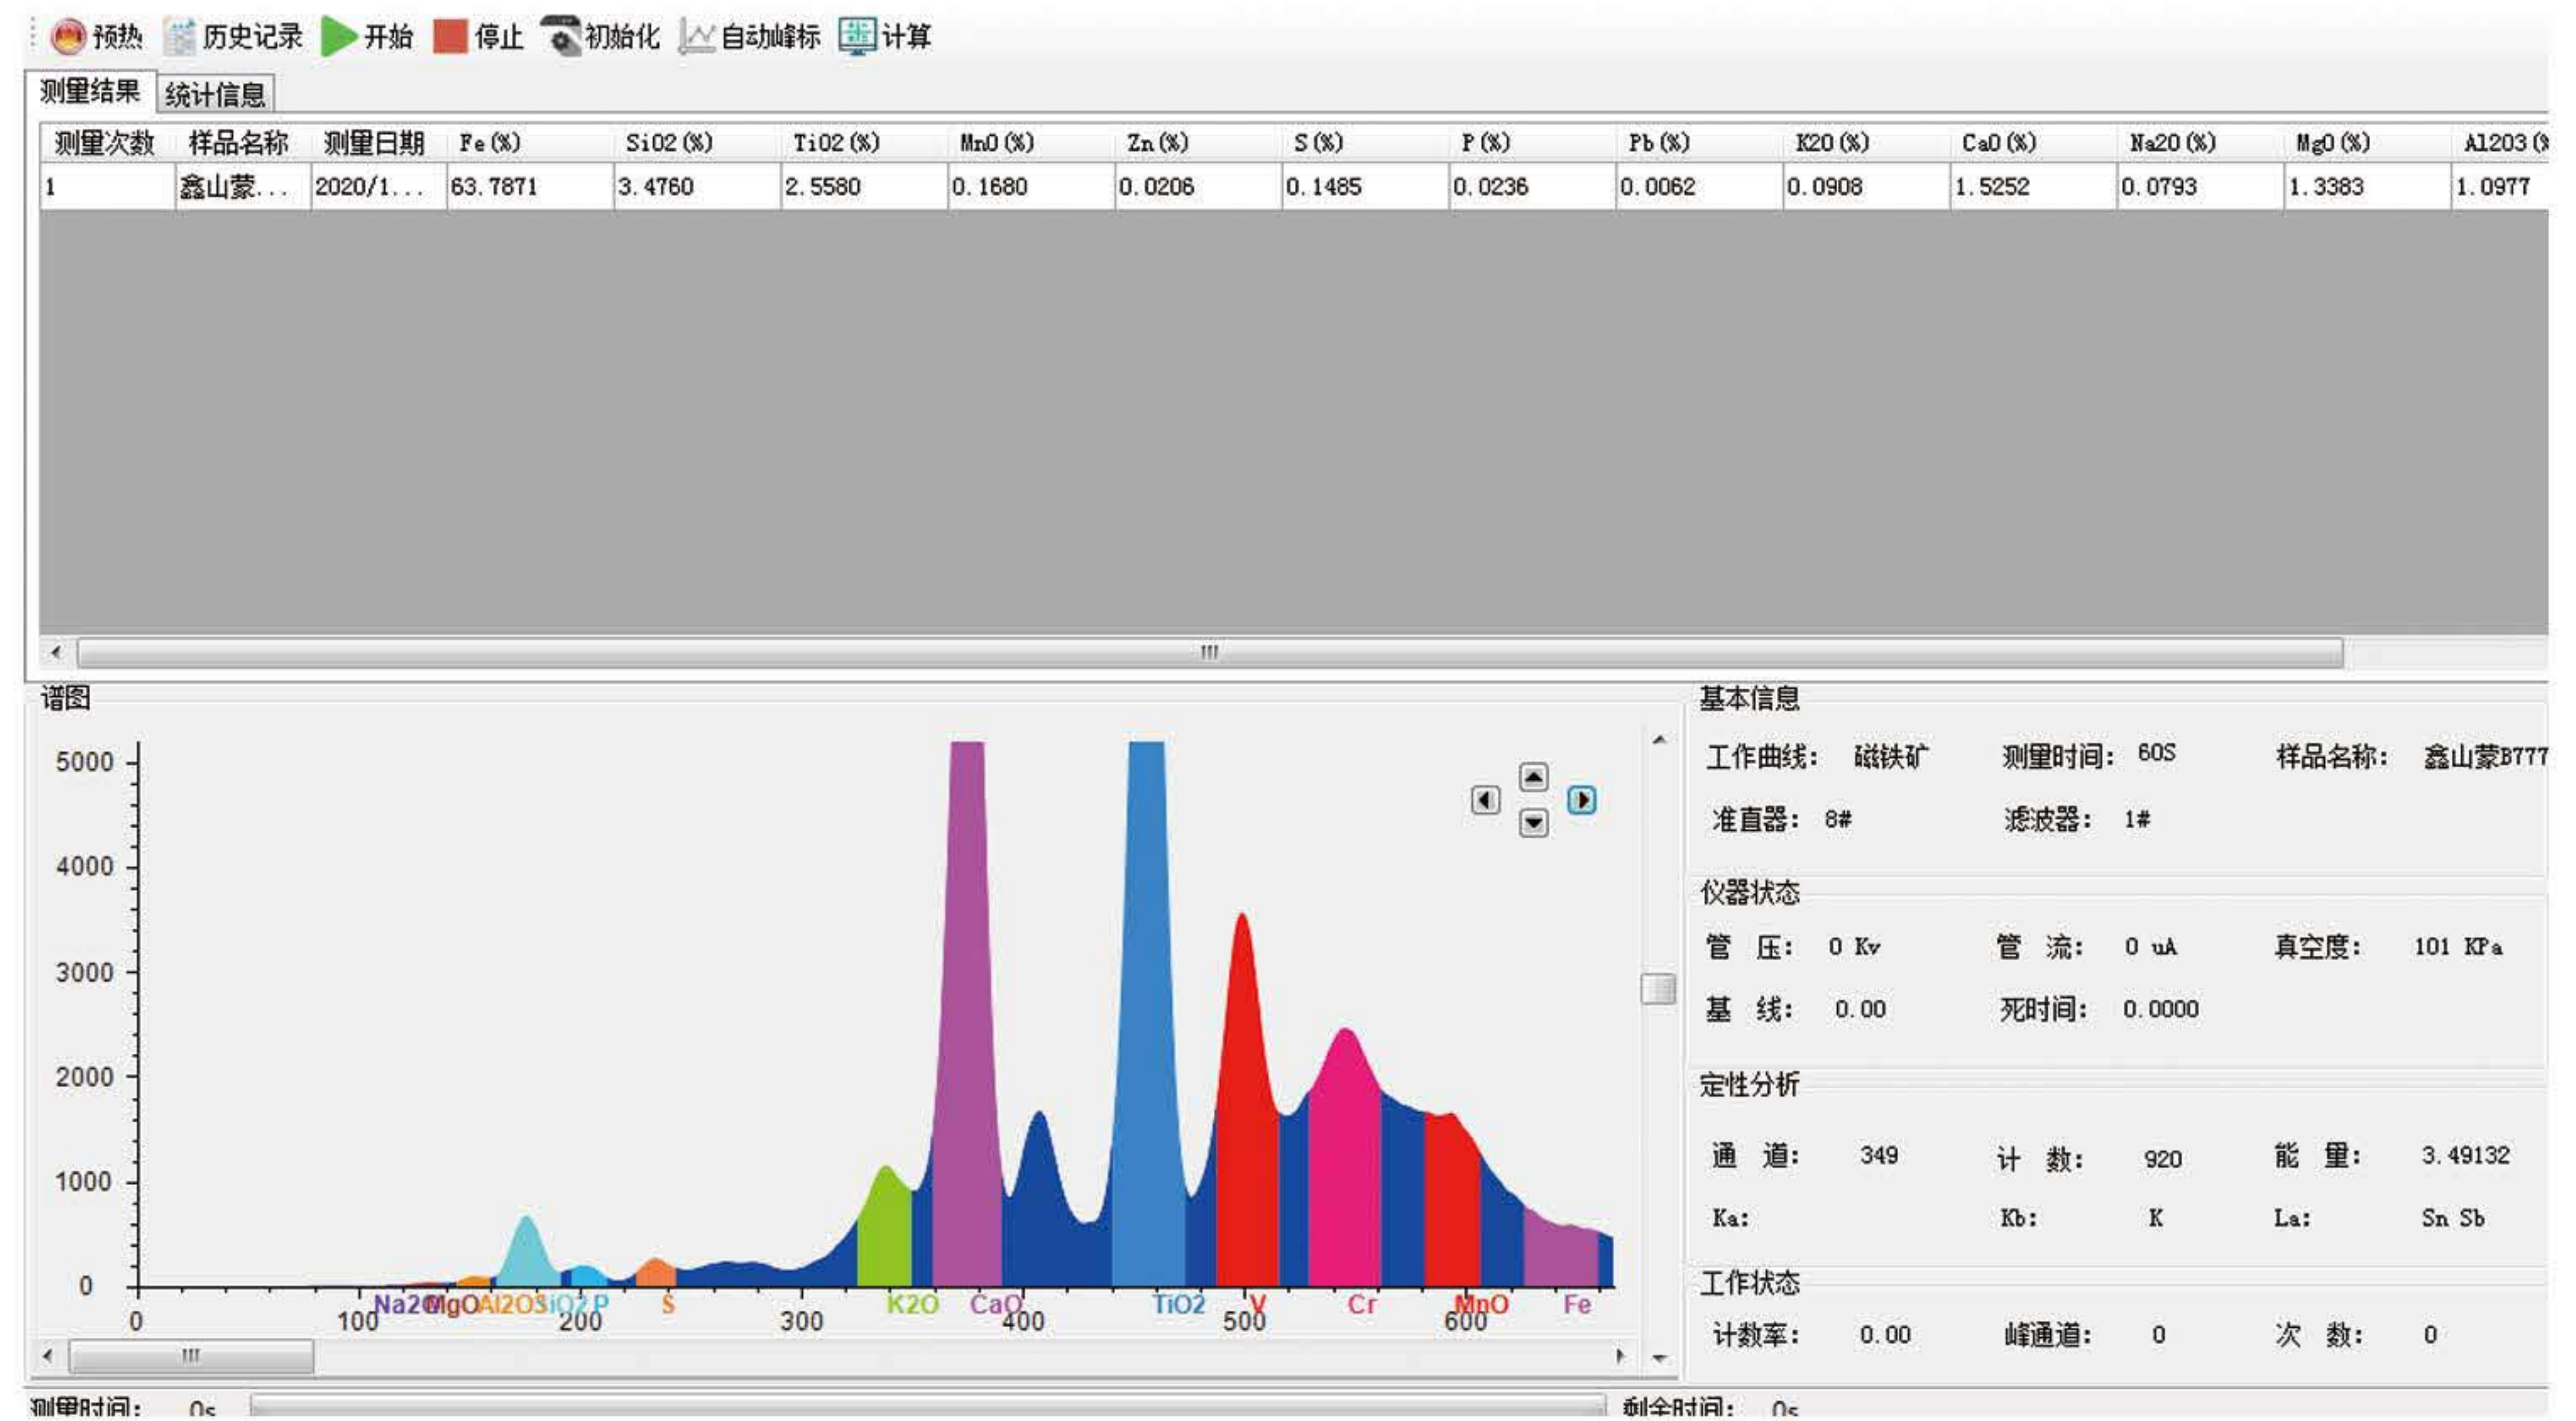 预热 历史记录 开始 停止 初始化 自动峰标 计算
测量结果 统计信息
测量次数 样品名称 测量日期 Fe(%) SiO2(%) TiO2(%) MnO(%) Zn(%) S(%) P(%) Pb(%) K2O(%) CaO(%) Na2O(%) MgO(%) Al2O3(%
1 鑫山蒙... 2020/1... 63.7871 3.4760 2.5580 0.1680 0.0206 0.1485 0.0236 0.0062 0.0908 1.5252 0.0793 1.3383 1.0977
谱图
5000
4000
3000
2000
1000
0
Na2O MgO Al2O3 SiO2 P S K2O CaO TiO2 V Cr MnO Fe
0 100 200 300 400 500 600
基本信息
工作曲线: 磁铁矿 测量时间: 60S 样品名称: 鑫山蒙B777
准直器: 8# 滤波器: 1#
仪器状态
管 压: 0 Kv 管 流: 0 uA 真空度: 101 KPa
基 线: 0.00 死时间: 0.0000
定性分析
通 道: 349 计 数: 920 能 量: 3.49132
Ka: Kb: K La: Sn Sb
工作状态
计数率: 0.00 峰通道: 0 次 数: 0
测量时间: 0s 剩余时间: 0s